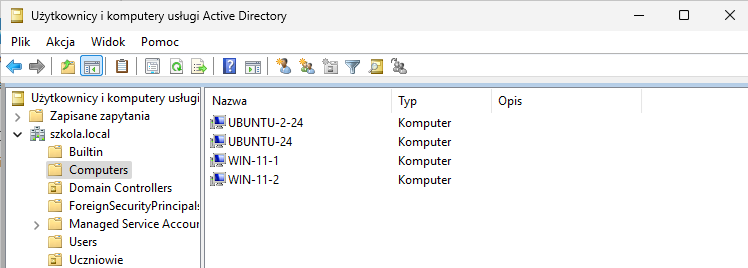 Użytkownicy i komputery usługi Active Directory
Plik Akcja Widok Pomoc
Użytkownicy i komputery usługi
Zapisane zapytania
szkola.local
Builtin
Computers
Domain Controllers
ForeignSecurityPrincipals
Managed Service Accour
Users
Uczniowie
Nazwa Typ Opis
UBUNTU-2-24 Komputer
UBUNTU-24 Komputer
WIN-11-1 Komputer
WIN-11-2 Komputer